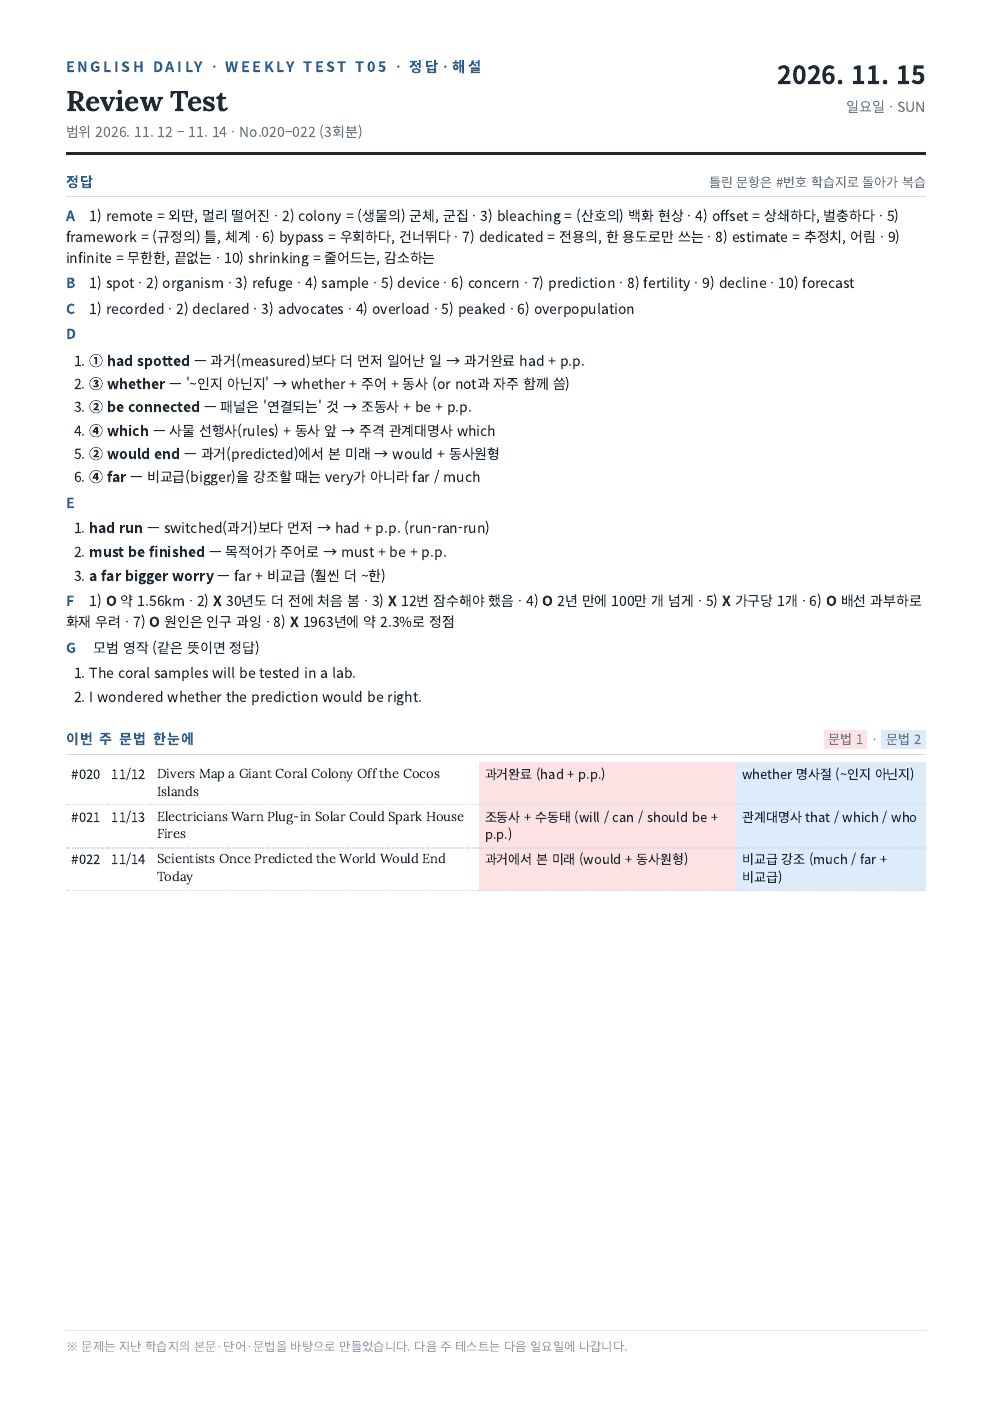 ENGLISH DAILY · WEEKLY TEST T05 · 정답·해설
2026. 11. 15
Review Test
일요일 · SUN
범위 2026. 11. 12 – 11. 14 · No.020–022 (3회분)
정답
틀린 문항은 #번호 학습지로 돌아가 복습
A 1) remote = 외딴, 멀리 떨어진 · 2) colony = (생물의) 군체, 군집 · 3) bleaching = (산호의) 백화 현상 · 4) offset = 상쇄하다, 벌충하다 · 5)
framework = (규정의) 틀, 체계 · 6) bypass = 우회하다, 건너뛰다 · 7) dedicated = 전용의, 한 용도로만 쓰는 · 8) estimate = 추정치, 어림 · 9)
infinite = 무한한, 끝없는 · 10) shrinking = 줄어드는, 감소하는
B 1) spot · 2) organism · 3) refuge · 4) sample · 5) device · 6) concern · 7) prediction · 8) fertility · 9) decline · 10) forecast
C 1) recorded · 2) declared · 3) advocates · 4) overload · 5) peaked · 6) overpopulation
D
1. ① had spotted — 과거(measured)보다 더 먼저 일어난 일 → 과거완료 had + p.p.
2. ③ whether — '~인지 아닌지' → whether + 주어 + 동사 (or not과 자주 함께 씀)
3. ② be connected — 패널은 '연결되는' 것 → 조동사 + be + p.p.
4. ④ which — 사물 선행사(rules) + 동사 앞 → 주격 관계대명사 which
5. ② would end — 과거(predicted)에서 본 미래 → would + 동사원형
6. ④ far — 비교급(bigger)을 강조할 때는 very가 아니라 far / much
E
1. had run — switched(과거)보다 먼저 → had + p.p. (run-ran-run)
2. must be finished — 목적어가 주어로 → must + be + p.p.
3. a far bigger worry — far + 비교급 (훨씬 더 ~한)
F 1) O 약 1.56km · 2) X 30년도 더 전에 처음 봄 · 3) X 12번 잠수해야 했음 · 4) O 2년 만에 100만 개 넘게 · 5) X 가구당 1개 · 6) O 배선 과부하로
화재 우려 · 7) O 원인은 인구 과잉 · 8) X 1963년에 약 2.3%로 정점
G 모범 영작 (같은 뜻이면 정답)
1. The coral samples will be tested in a lab.
2. I wondered whether the prediction would be right.
이번 주 문법 한눈에
문법 1 · 문법 2
#020 11/12 Divers Map a Giant Coral Colony Off the Cocos Islands 과거완료 (had + p.p.) whether 명사절 (~인지 아닌지)
#021 11/13 Electricians Warn Plug-in Solar Could Spark House Fires 조동사 + 수동태 (will / can / should be + p.p.) 관계대명사 that / which / who
#022 11/14 Scientists Once Predicted the World Would End Today 과거에서 본 미래 (would + 동사원형) 비교급 강조 (much / far + 비교급)
※ 문제는 지난 학습지의 본문·단어·문법을 바탕으로 만들었습니다. 다음 주 테스트는 다음 일요일에 나갑니다.